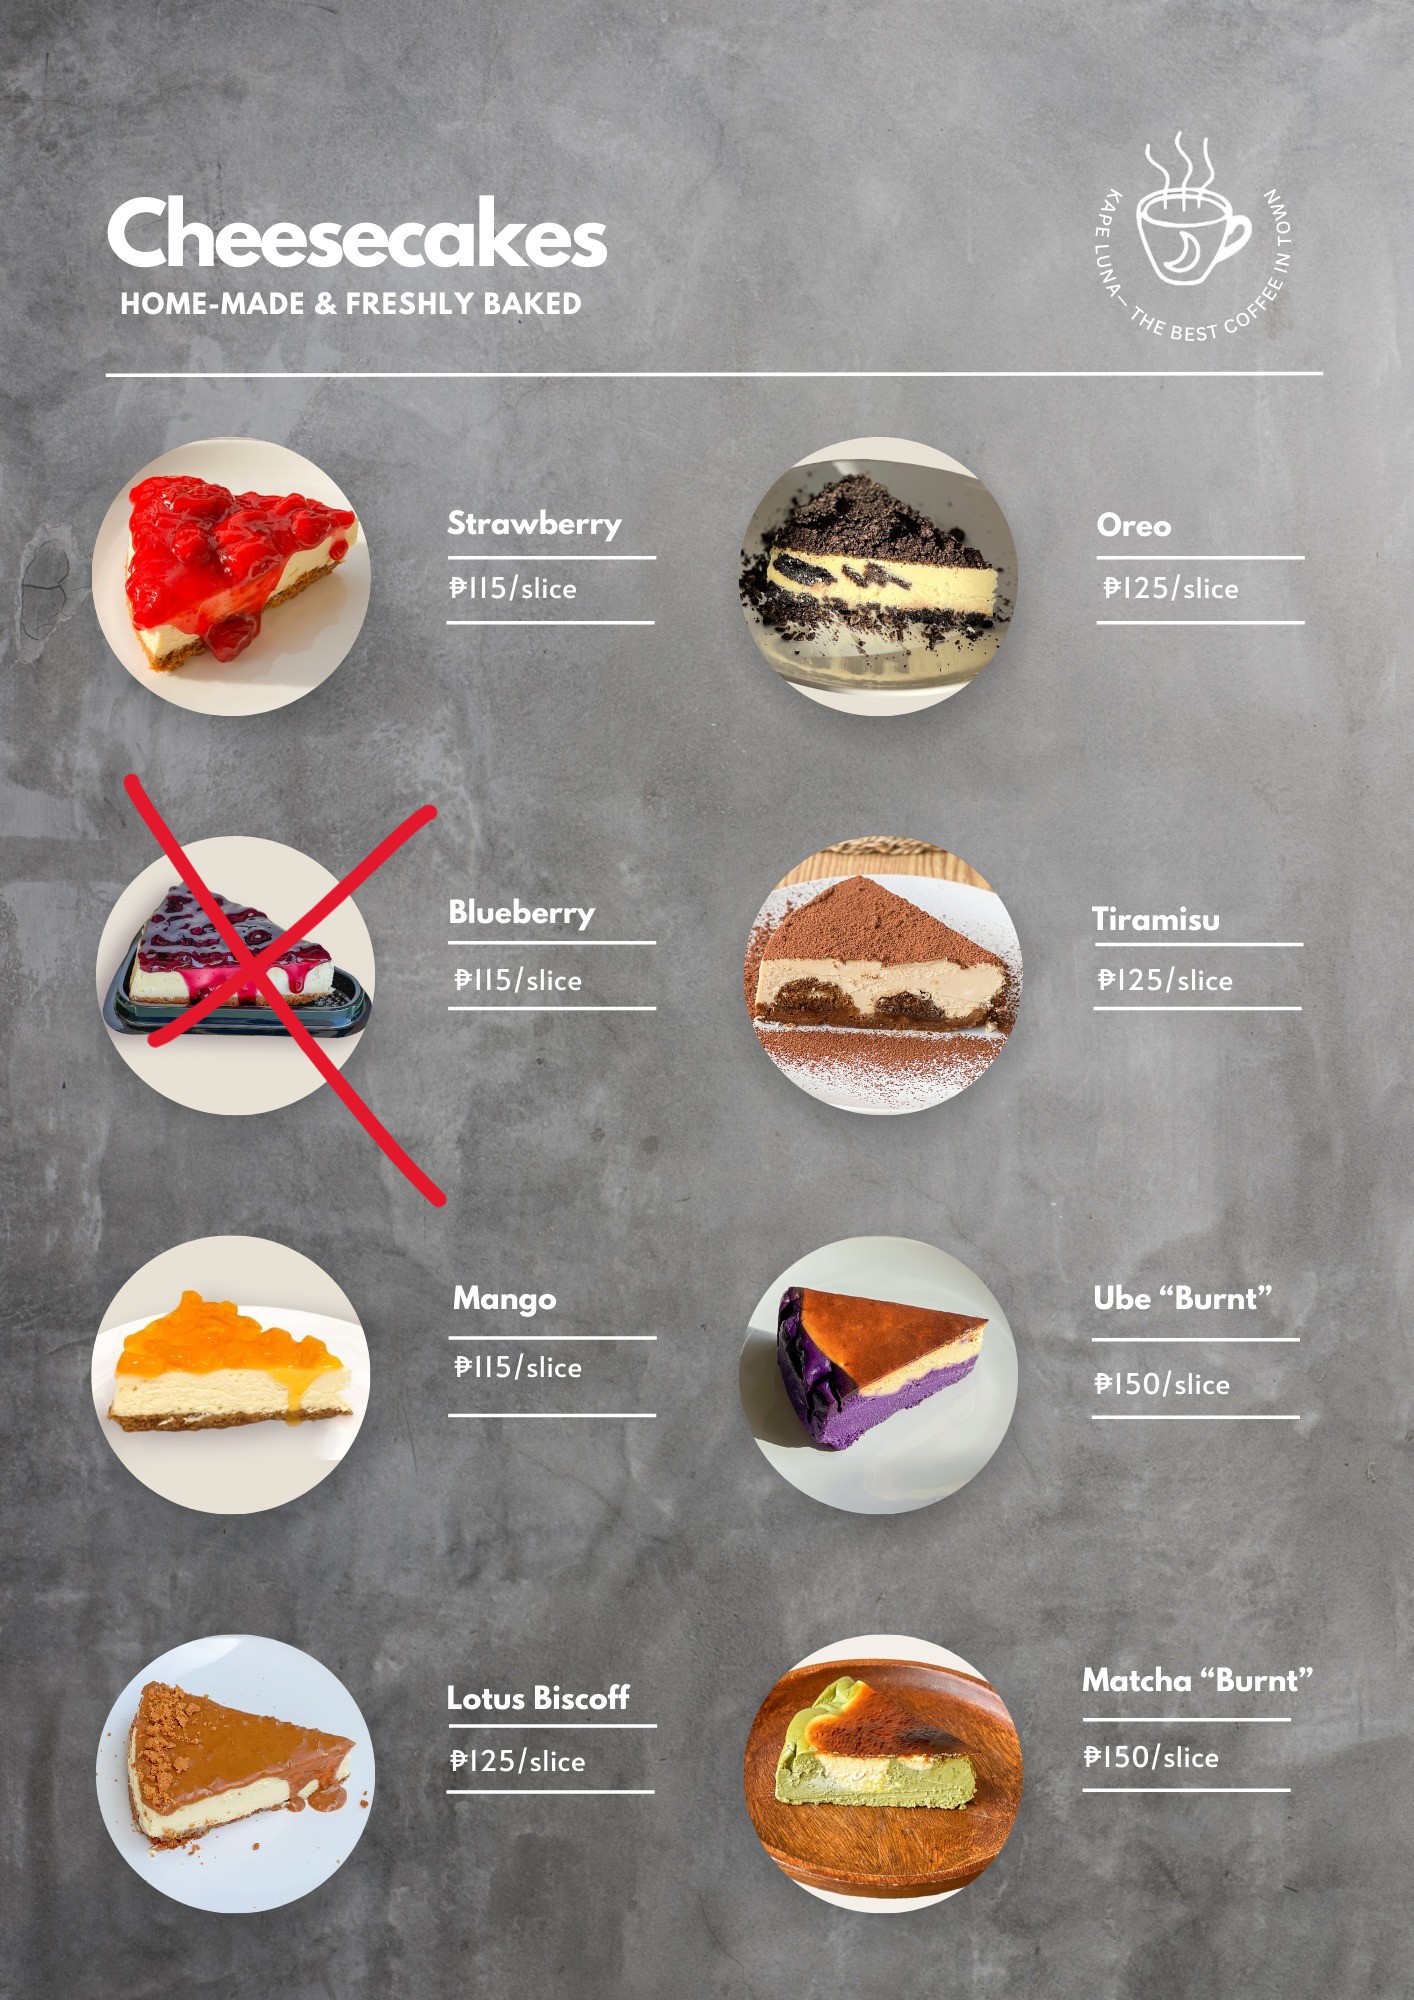 Cheesecakes
HOME-MADE & FRESHLY BAKED
KAPE LUNA— THE BEST COFFEE IN TOWN
Strawberry
₱115/slice
Oreo
₱125/slice
Blueberry
₱115/slice
Tiramisu
₱125/slice
Mango
₱115/slice
Ube “Burnt”
₱150/slice
Lotus Biscoff
₱125/slice
Matcha “Burnt”
₱150/slice